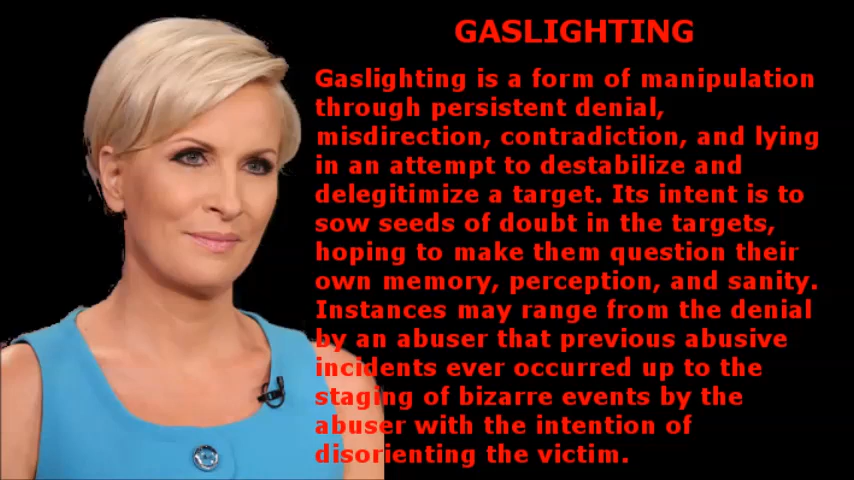 GASLIGHTING
Gaslighting is a form of manipulation
through persistent denial,
misdirection, contradiction, and lying
in an attempt to destabilize and
delegitimize a target. Its intent is to
sow seeds of doubt in the targets,
hoping to make them question their
own memory, perception, and sanity.
Instances may range from the denial
by an abuser that previous abusive
incidents ever occurred up to the
staging of bizarre events by the
abuser with the intention of
disorienting the victim.